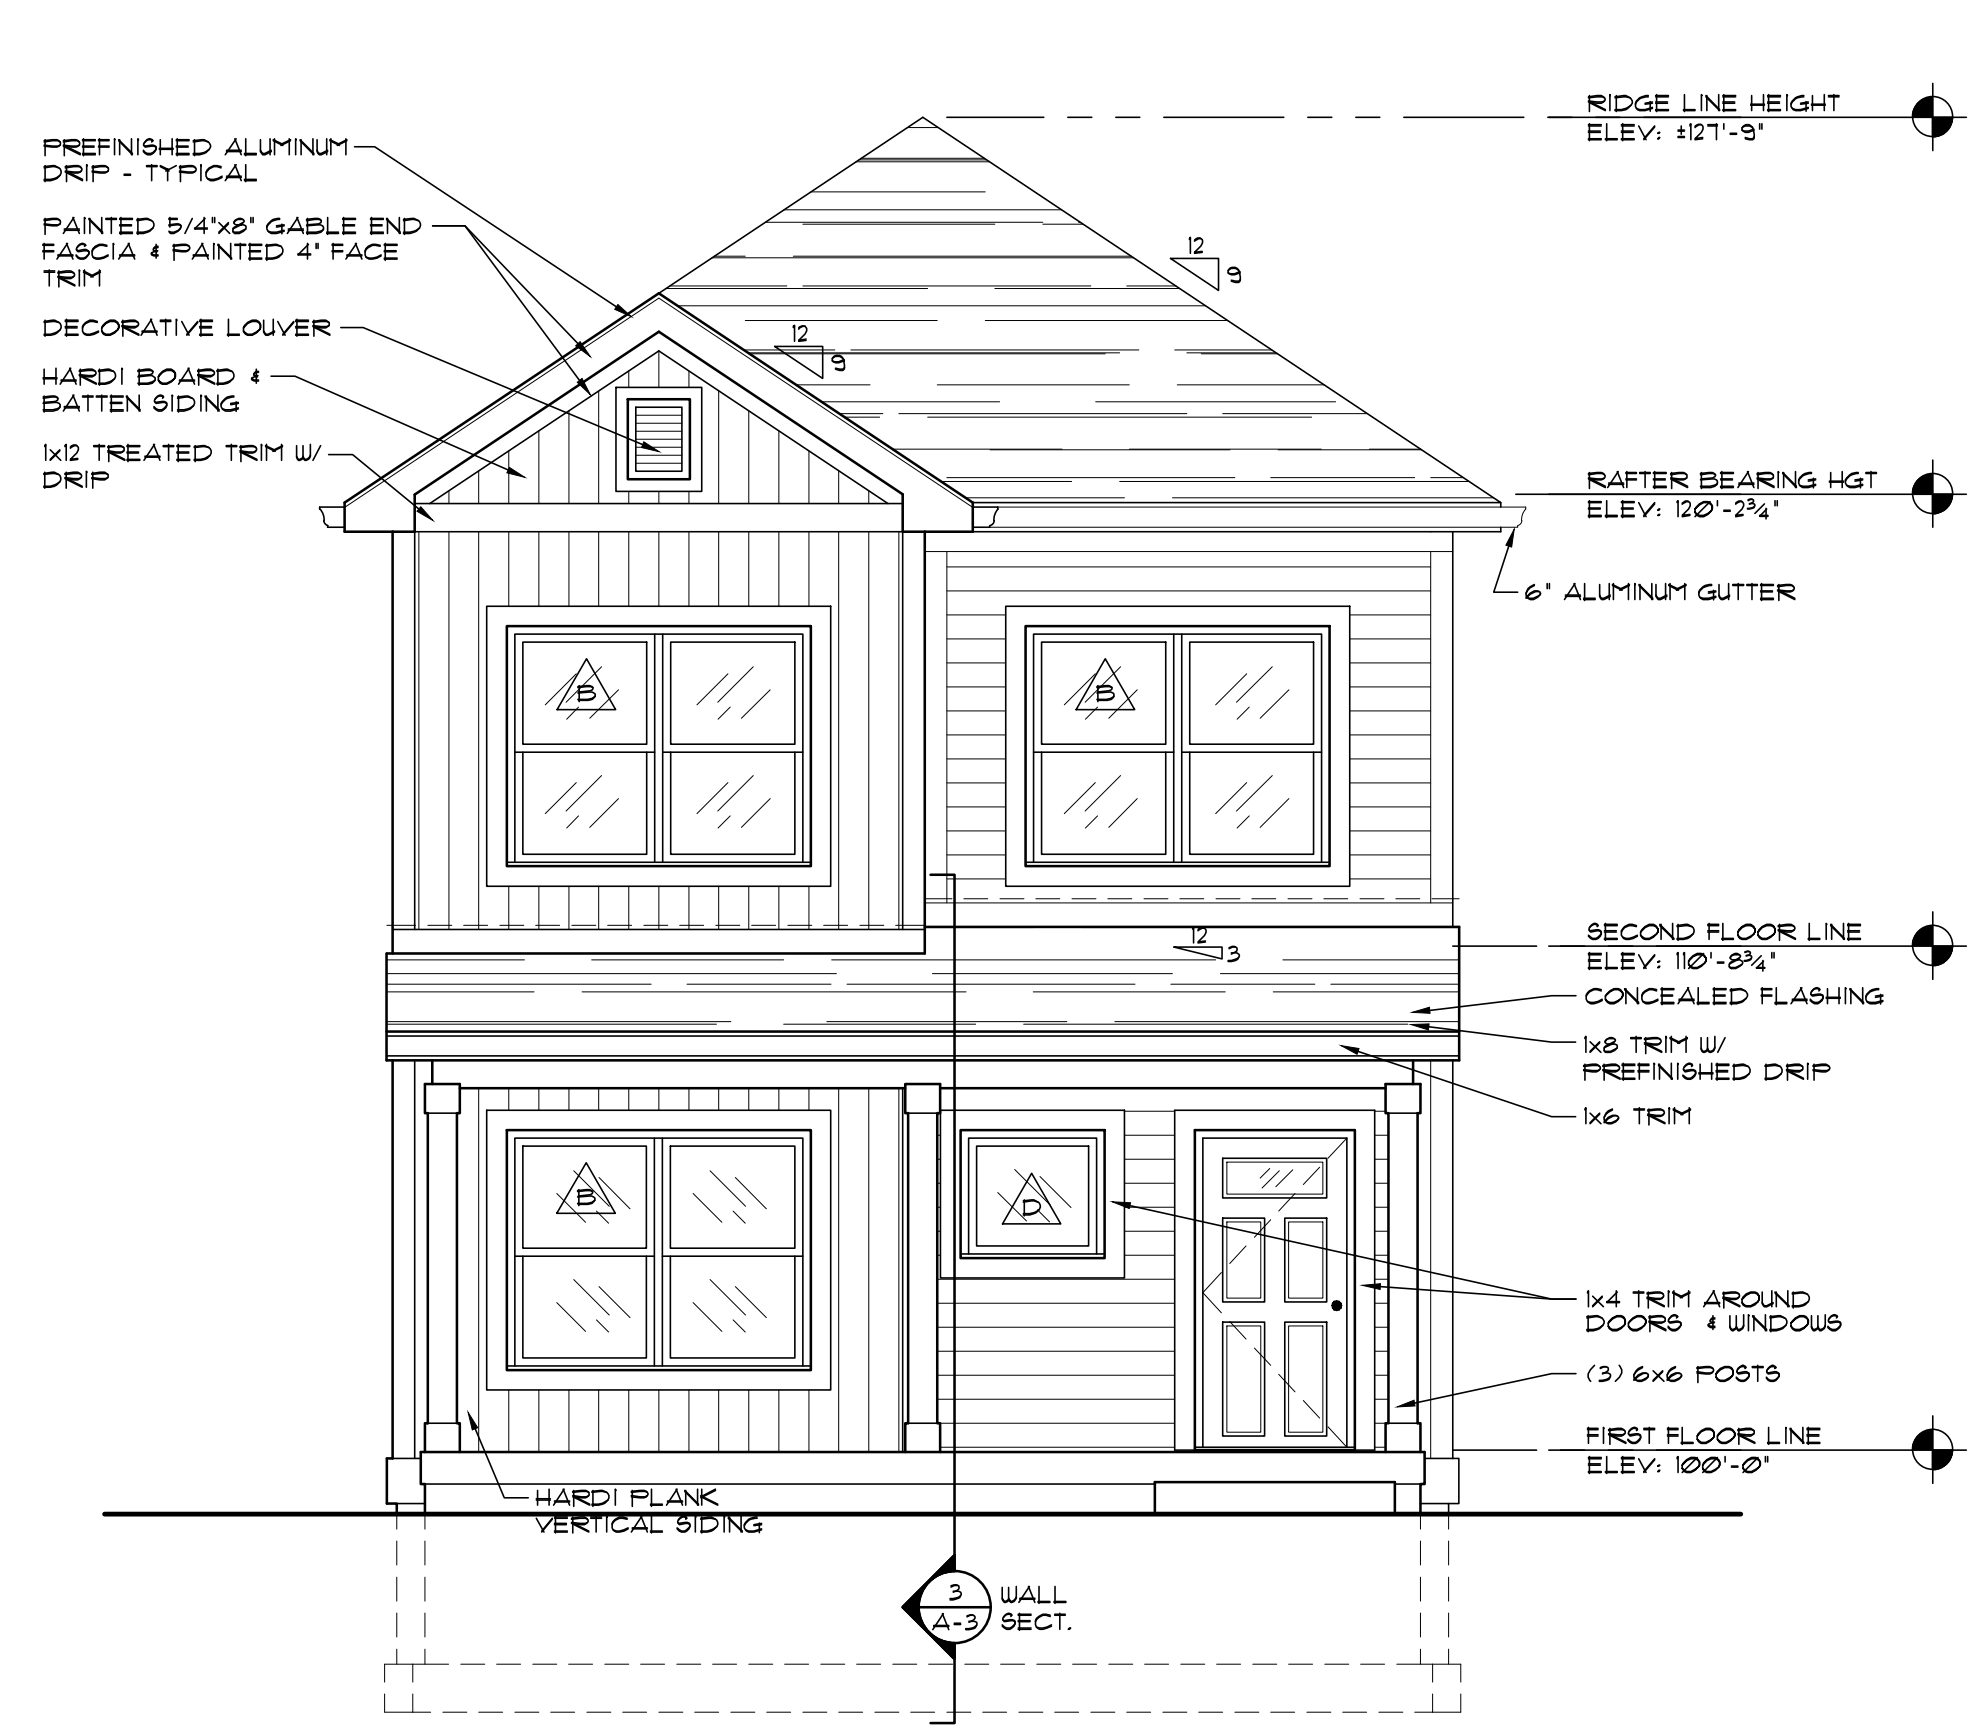 RIDGE LINE HEIGHT
ELEV: ±127'-9"
PREFINISHED ALUMINUM
DRIP - TYPICAL
PAINTED 5/4"x8" GABLE END
FASCIA & PAINTED 4" FACE
TRIM
12
9
DECORATIVE LOUVER
12
9
HARDI BOARD &
BATTEN SIDING
1x12 TREATED TRIM W/
DRIP
RAFTER BEARING HGT
ELEV: 120'-2¾"
6" ALUMINUM GUTTER
B
B
SECOND FLOOR LINE
ELEV: 110'-8¾"
12
3
CONCEALED FLASHING
1x8 TRIM W/
PREFINISHED DRIP
1x6 TRIM
B
D
1x4 TRIM AROUND
DOORS & WINDOWS
(3) 6x6 POSTS
FIRST FLOOR LINE
ELEV: 100'-0"
HARDI PLANK
VERTICAL SIDING
3
A-3
WALL
SECT.